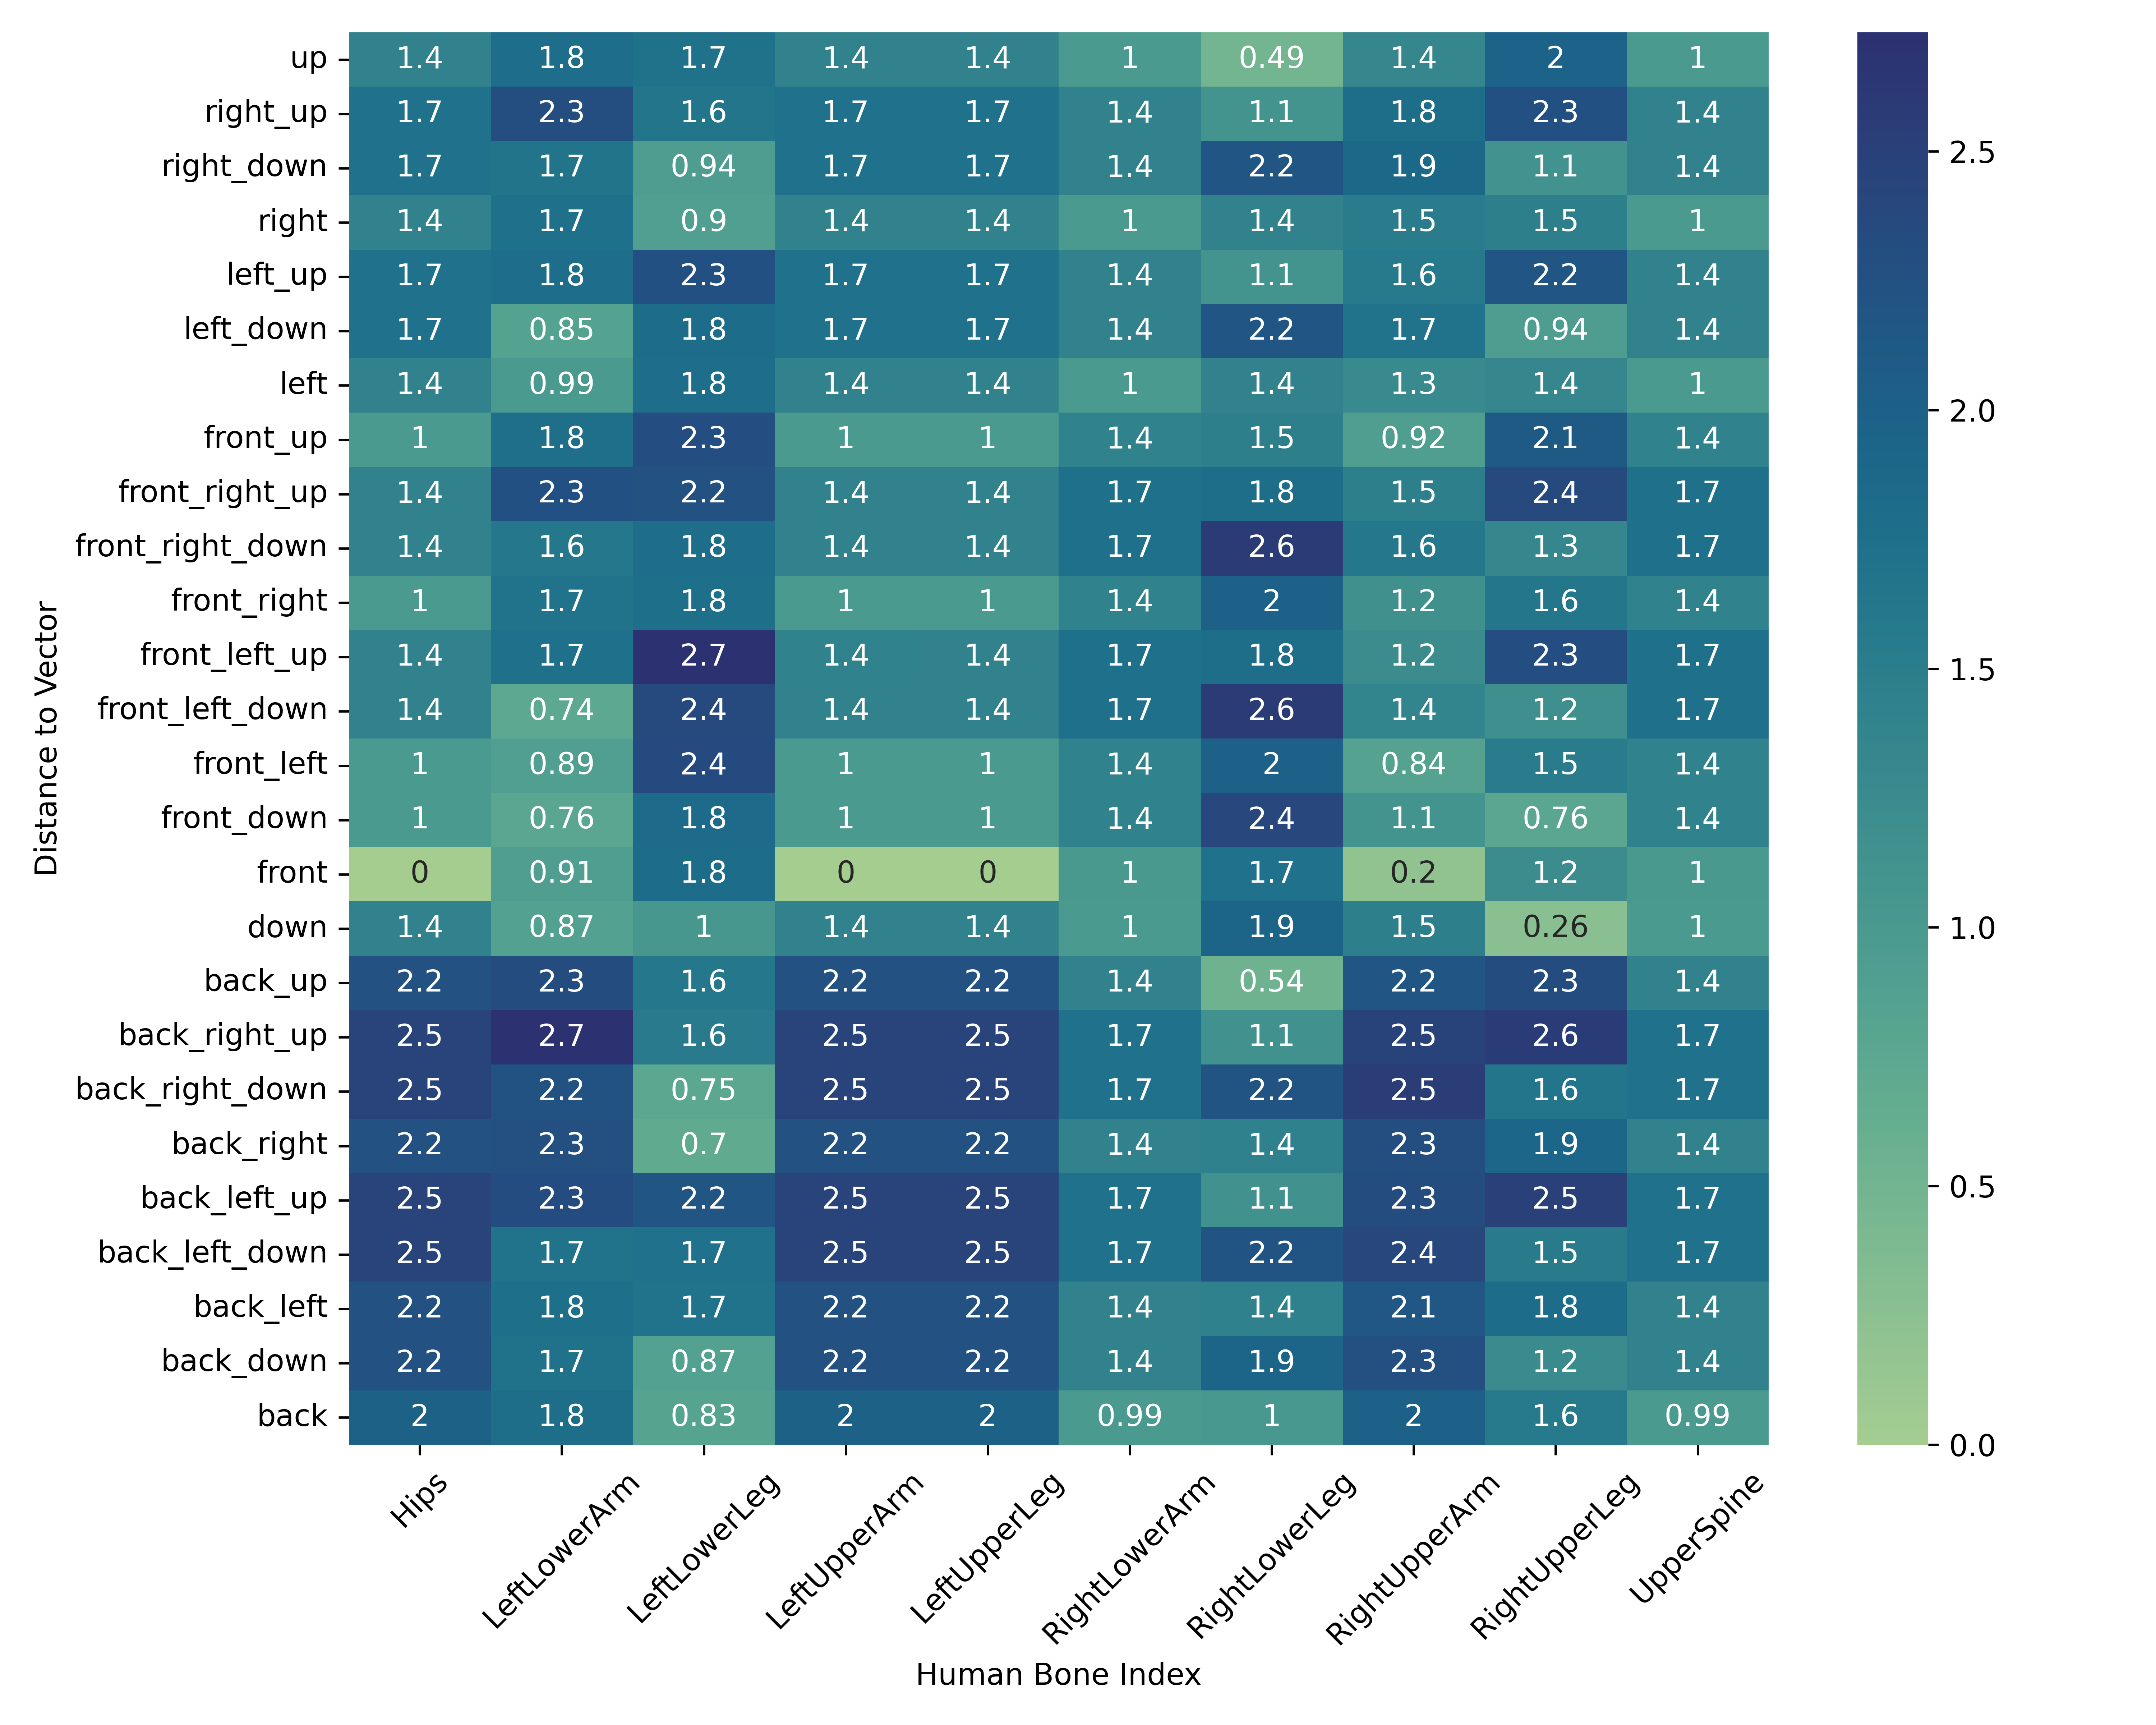 up 1.4 1.8 1.7 1.4 1.4 1 0.49 1.4 2 1
right_up 1.7 2.3 1.6 1.7 1.7 1.4 1.1 1.8 2.3 1.4
right_down 1.7 1.7 0.94 1.7 1.7 1.4 2.2 1.9 1.1 1.4
right 1.4 1.7 0.9 1.4 1.4 1 1.4 1.5 1.5 1
left_up 1.7 1.8 2.3 1.7 1.7 1.4 1.1 1.6 2.2 1.4
left_down 1.7 0.85 1.8 1.7 1.7 1.4 2.2 1.7 0.94 1.4
left 1.4 0.99 1.8 1.4 1.4 1 1.4 1.3 1.4 1
front_up 1 1.8 2.3 1 1 1.4 1.5 0.92 2.1 1.4
front_right_up 1.4 2.3 2.2 1.4 1.4 1.7 1.8 1.5 2.4 1.7
front_right_down 1.4 1.6 1.8 1.4 1.4 1.7 2.6 1.6 1.3 1.7
front_right 1 1.7 1.8 1 1 1.4 2 1.2 1.6 1.4
front_left_up 1.4 1.7 2.7 1.4 1.4 1.7 1.8 1.2 2.3 1.7
front_left_down 1.4 0.74 2.4 1.4 1.4 1.7 2.6 1.4 1.2 1.7
front_left 1 0.89 2.4 1 1 1.4 2 0.84 1.5 1.4
front_down 1 0.76 1.8 1 1 1.4 2.4 1.1 0.76 1.4
front 0 0.91 1.8 0 0 1 1.7 0.2 1.2 1
down 1.4 0.87 1 1.4 1.4 1 1.9 1.5 0.26 1
back_up 2.2 2.3 1.6 2.2 2.2 1.4 0.54 2.2 2.3 1.4
back_right_up 2.5 2.7 1.6 2.5 2.5 1.7 1.1 2.5 2.6 1.7
back_right_down 2.5 2.2 0.75 2.5 2.5 1.7 2.2 2.5 1.6 1.7
back_right 2.2 2.3 0.7 2.2 2.2 1.4 1.4 2.3 1.9 1.4
back_left_up 2.5 2.3 2.2 2.5 2.5 1.7 1.1 2.3 2.5 1.7
back_left_down 2.5 1.7 1.7 2.5 2.5 1.7 2.2 2.4 1.5 1.7
back_left 2.2 1.8 1.7 2.2 2.2 1.4 1.4 2.1 1.8 1.4
back_down 2.2 1.7 0.87 2.2 2.2 1.4 1.9 2.3 1.2 1.4
back 2 1.8 0.83 2 2 0.99 1 2 1.6 0.99
Hips LeftLowerArm LeftLowerLeg LeftUpperArm LeftUpperLeg RightLowerArm RightLowerLeg RightUpperArm RightUpperLeg UpperSpine
Human Bone Index
Distance to Vector
2.5
2.0
1.5
1.0
0.5
0.0